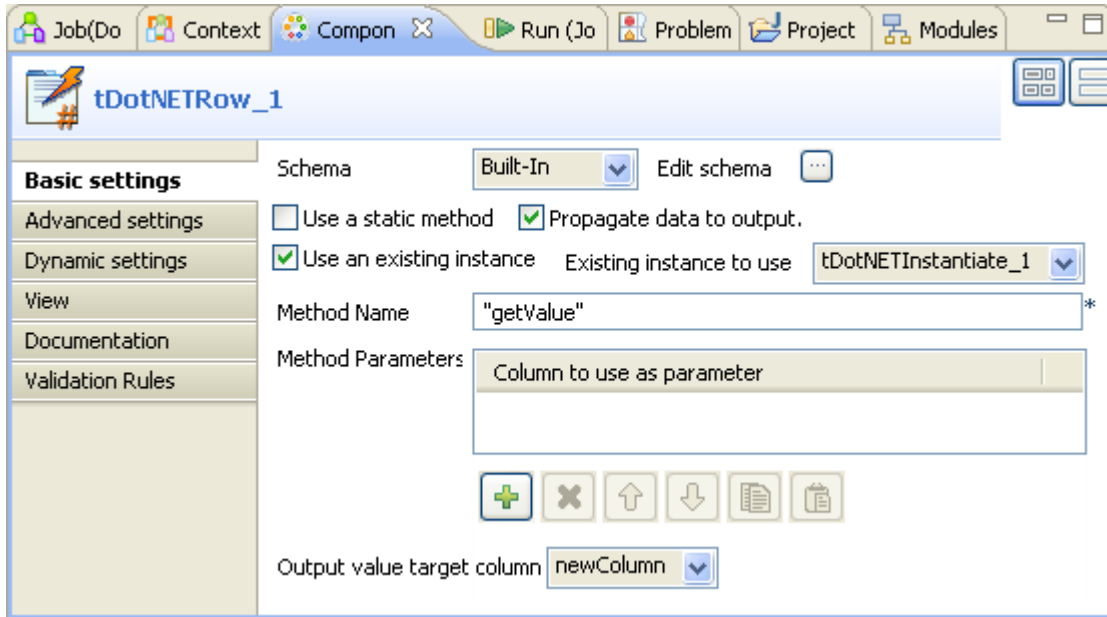 Job(Do Context Compon Run (Jo Problem Project Modules
tDotNETRow_1
Basic settings
Advanced settings
Dynamic settings
View
Documentation
Validation Rules
Schema Built-In Edit schema ...
Use a static method Propagate data to output.
Use an existing instance Existing instance to use tDotNETInstantiate_1
Method Name "getValue" *
Method Parameters Column to use as parameter
Output value target column newColumn